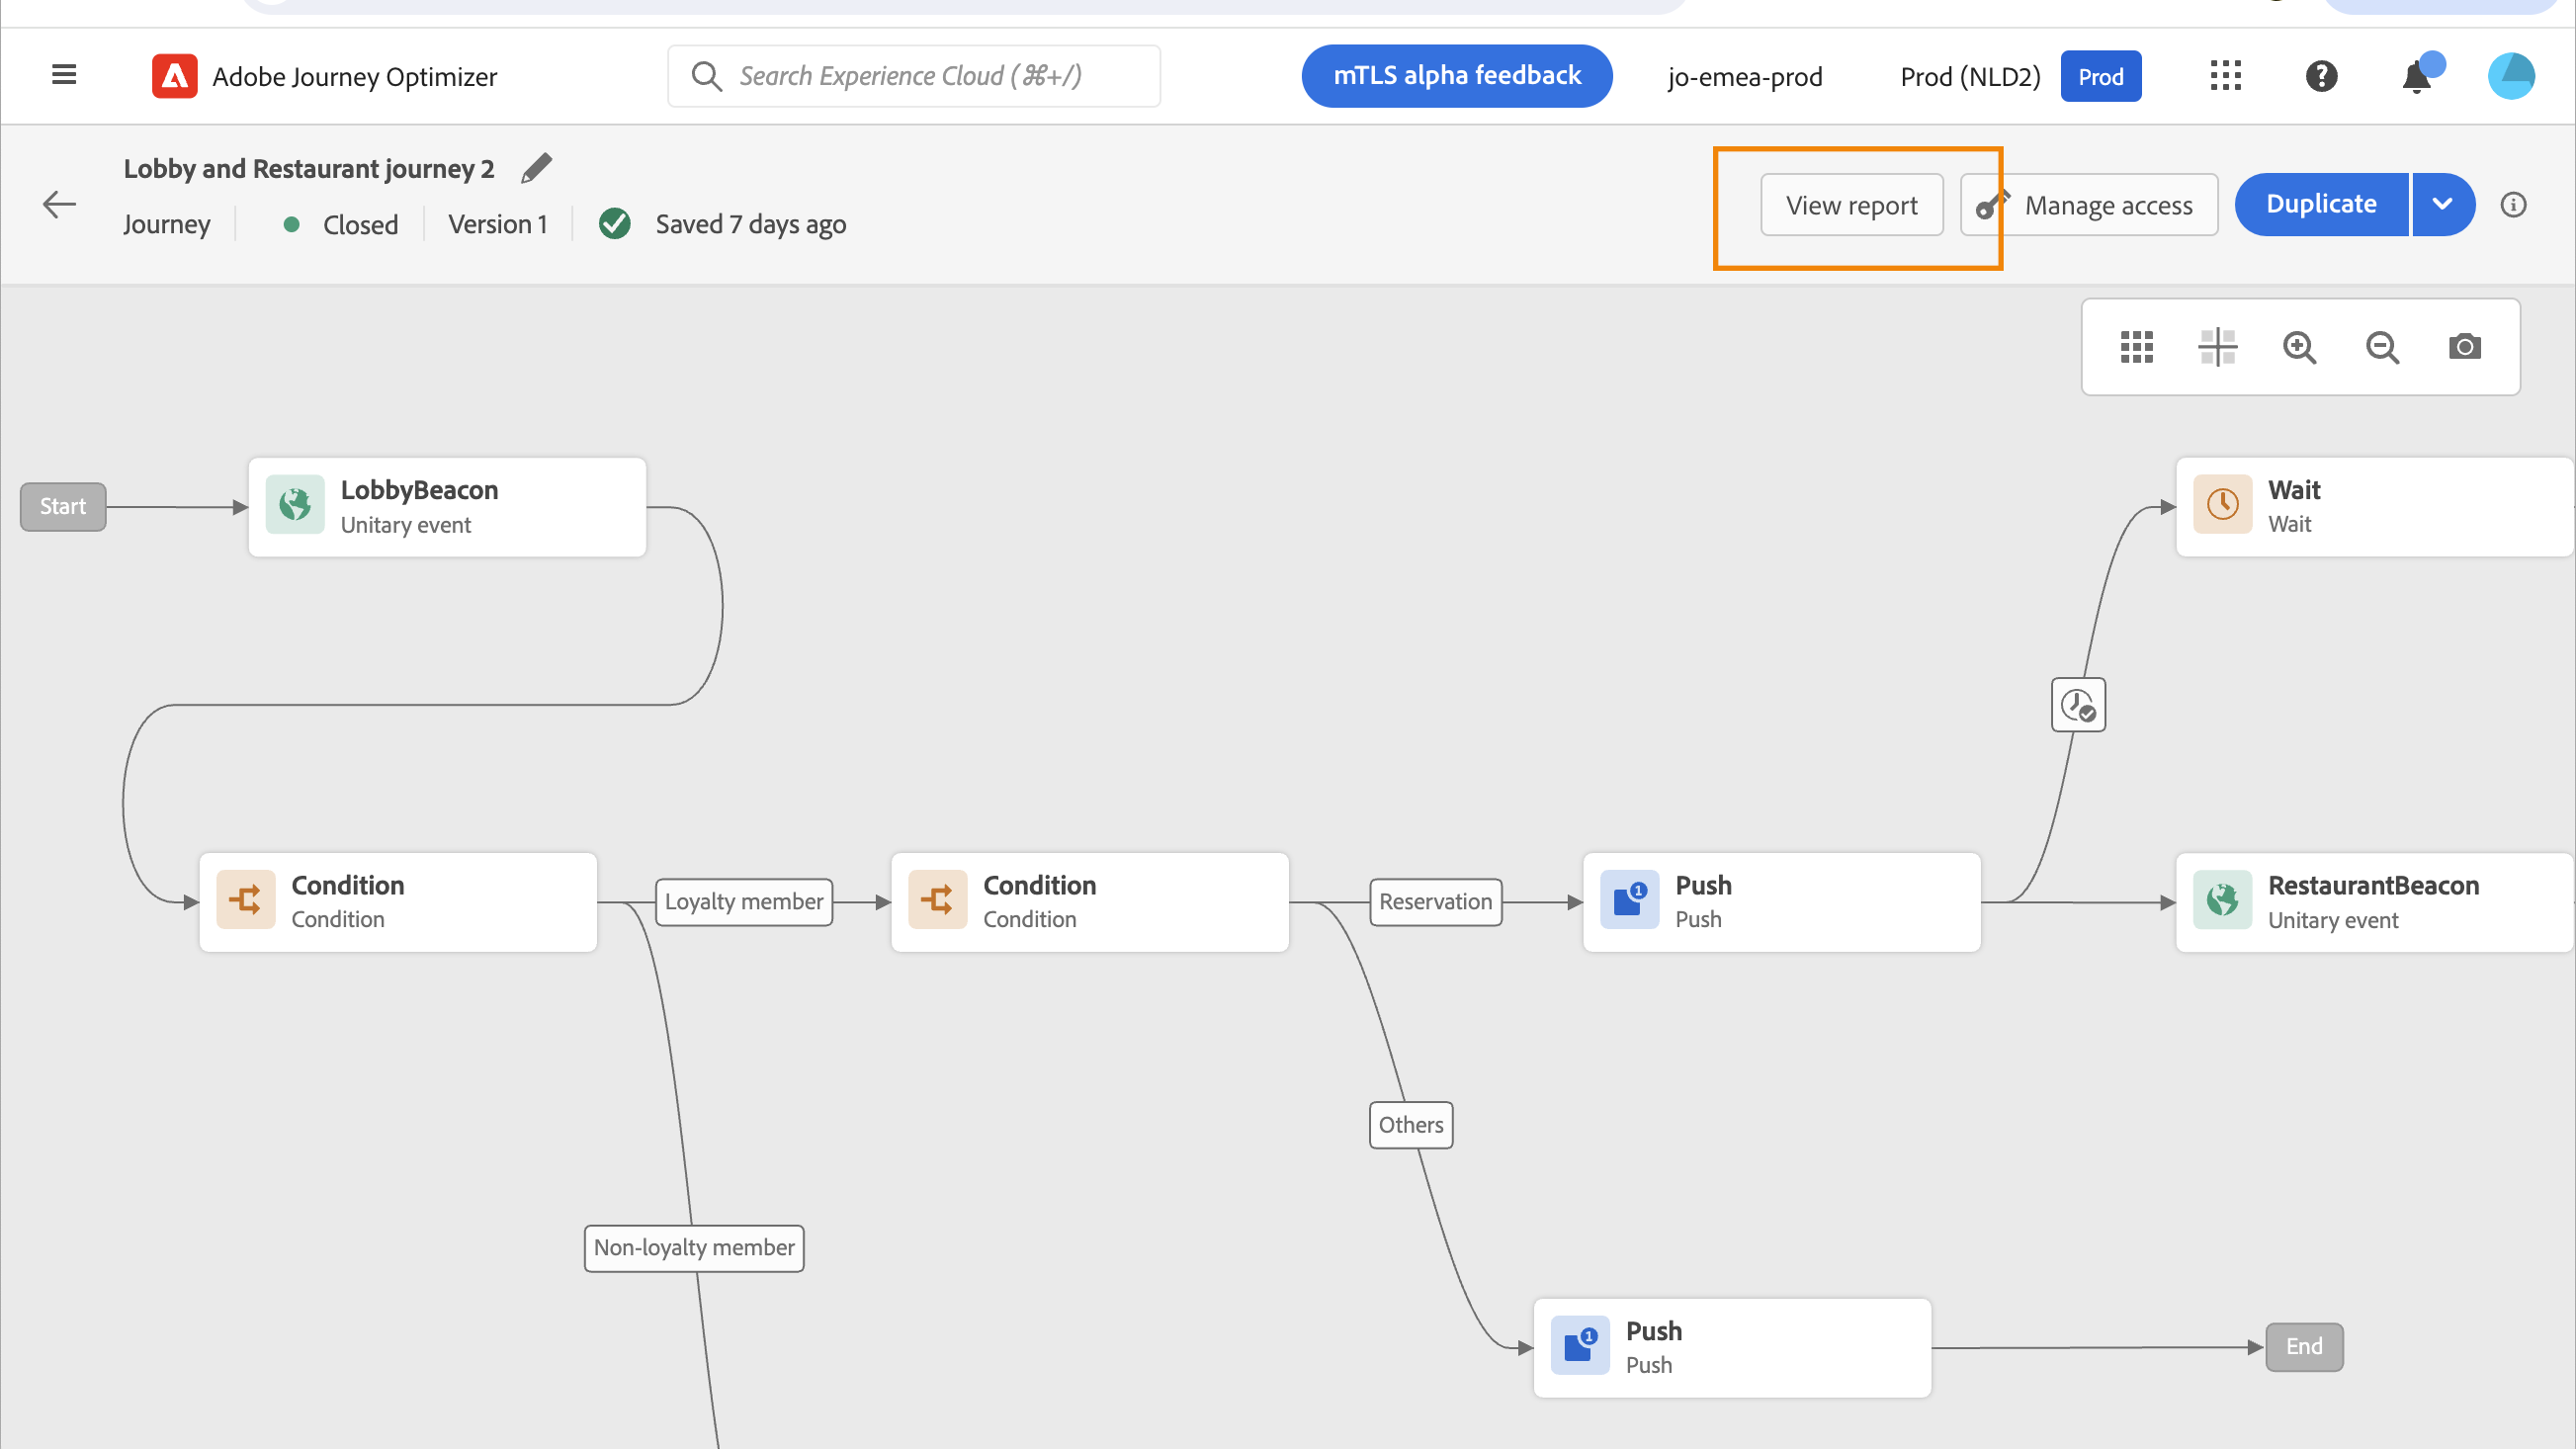 Adobe Journey Optimizer
Search Experience Cloud (⌘+/)
mTLS alpha feedback
jo-emea-prod
Prod (NLD2)
Prod
Lobby and Restaurant journey 2
Journey
Closed
Version 1
Saved 7 days ago
View report
Manage access
Duplicate
Start
LobbyBeacon
Unitary event
Wait
Wait
Condition
Condition
Loyalty member
Condition
Condition
Reservation
1
Push
Push
RestaurantBeacon
Unitary event
Others
Non-loyalty member
1
Push
Push
End